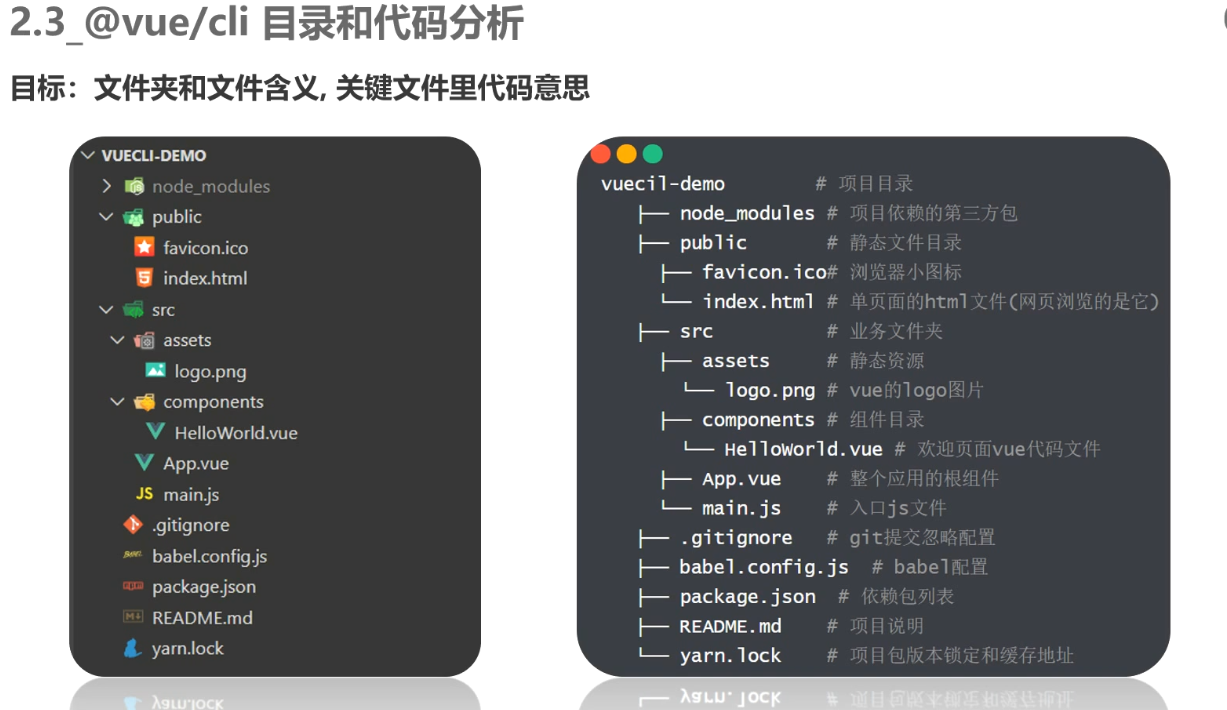 2.3_@vue/cli 目录和代码分析
目标：文件夹和文件含义, 关键文件里代码意思
VUECLI-DEMO
node_modules
public
favicon.ico
index.html
src
assets
logo.png
components
HelloWorld.vue
App.vue
JS main.js
.gitignore
BABEL babel.config.js
package.json
M↓ README.md
yarn.lock
vuecil-demo # 项目目录
├── node_modules # 项目依赖的第三方包
├── public # 静态文件目录
├── favicon.ico# 浏览器小图标
└── index.html # 单页面的html文件(网页浏览的是它)
├── src # 业务文件夹
├── assets # 静态资源
└── logo.png # vue的logo图片
├── components # 组件目录
└── HelloWorld.vue # 欢迎页面vue代码文件
├── App.vue # 整个应用的根组件
└── main.js # 入口js文件
├── .gitignore # git提交忽略配置
├── babel.config.js # babel配置
├── package.json # 依赖包列表
├── README.md # 项目说明
└── yarn.lock # 项目包版本锁定和缓存地址